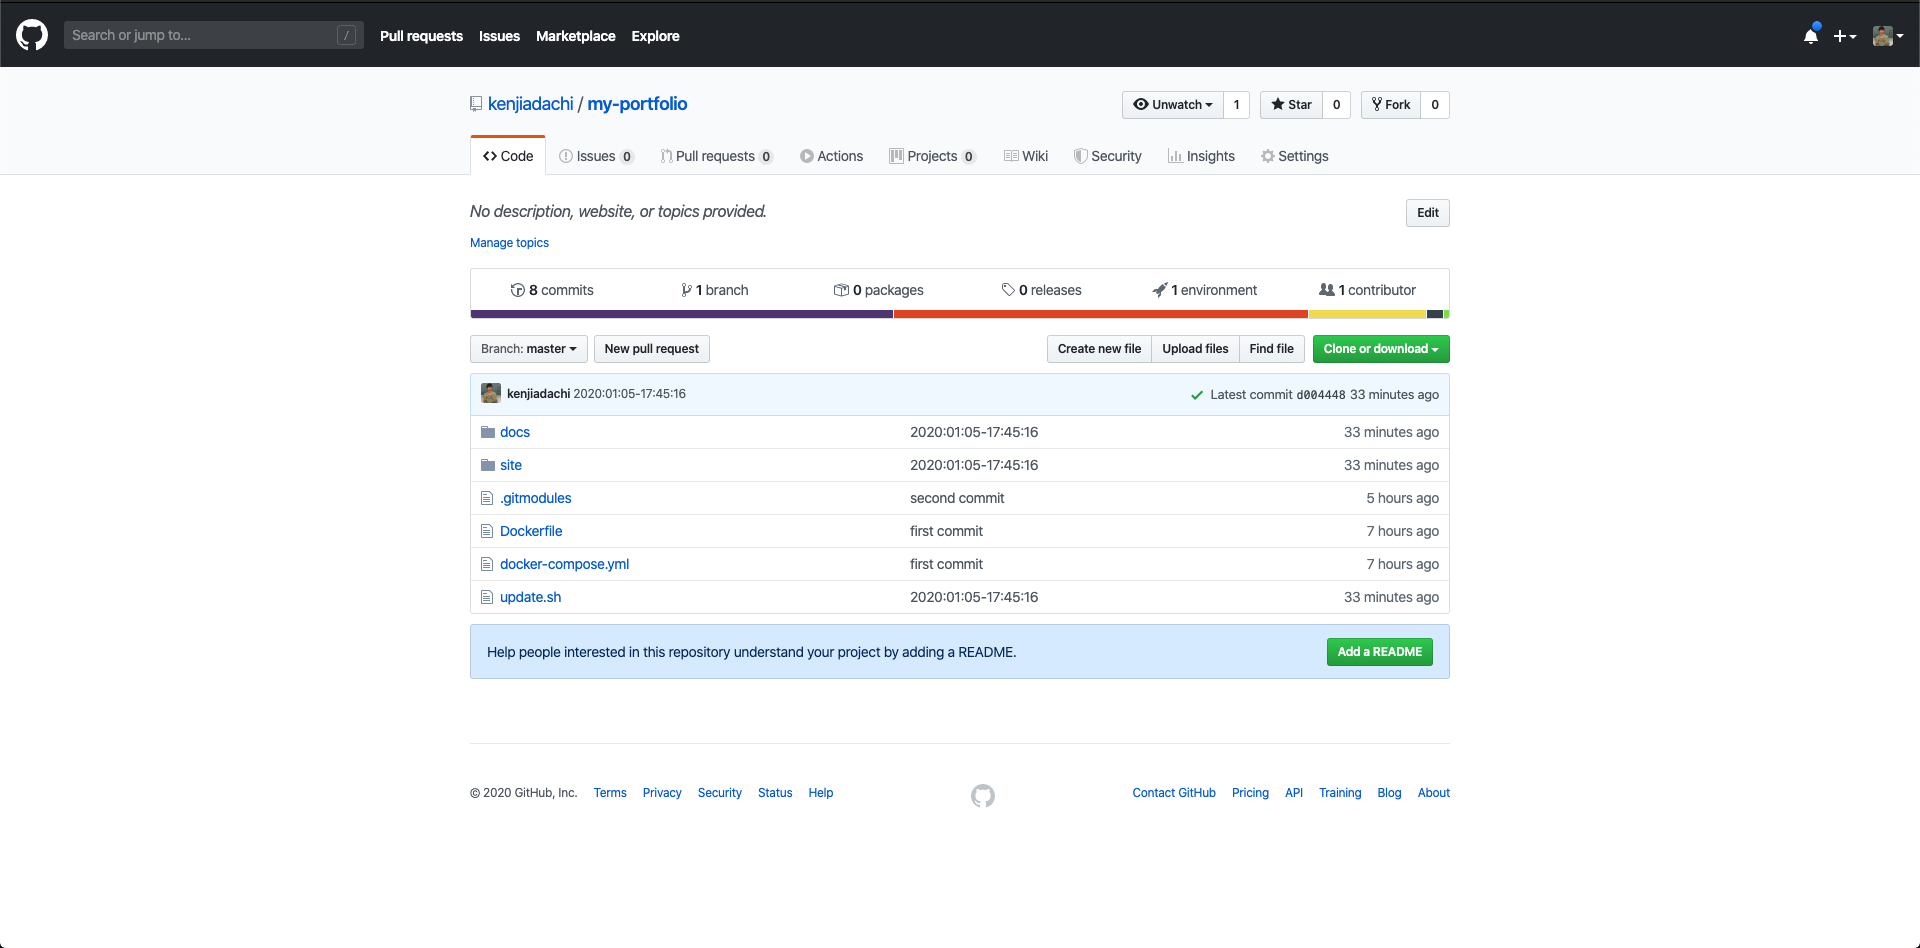 Search or jump to... / Pull requests Issues Marketplace Explore
kenjiadachi / my-portfolio Unwatch 1 Star 0 Fork 0
Code Issues 0 Pull requests 0 Actions Projects 0 Wiki Security Insights Settings
No description, website, or topics provided. Edit
Manage topics
8 commits 1 branch 0 packages 0 releases 1 environment 1 contributor
Branch: master New pull request Create new file Upload files Find file Clone or download
kenjiadachi 2020:01:05-17:45:16 Latest commit d004448 33 minutes ago
docs 2020:01:05-17:45:16 33 minutes ago
site 2020:01:05-17:45:16 33 minutes ago
.gitmodules second commit 5 hours ago
Dockerfile first commit 7 hours ago
docker-compose.yml first commit 7 hours ago
update.sh 2020:01:05-17:45:16 33 minutes ago
Help people interested in this repository understand your project by adding a README. Add a README
© 2020 GitHub, Inc. Terms Privacy Security Status Help Contact GitHub Pricing API Training Blog About